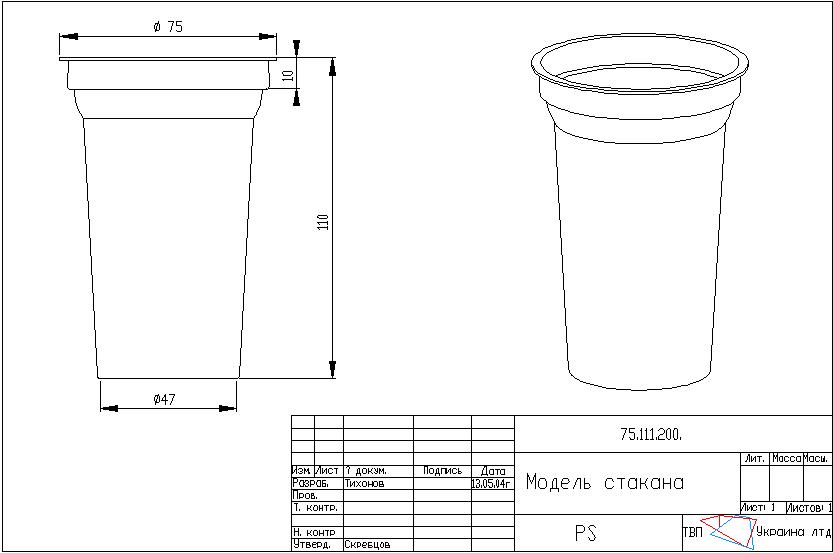 Ø 75
10
110
Ø47
75.111.200.
Изм Лист ? докум. Подпись Дата
Разраб. Тихонов 13.05.04г
Пров.
Т. контр.
Н. контр
Утверд. Скребцов
Модель стакана
Лит. Масса Масш.
Лист: 1 Листов: 1
PS
ТВП Украина лтд